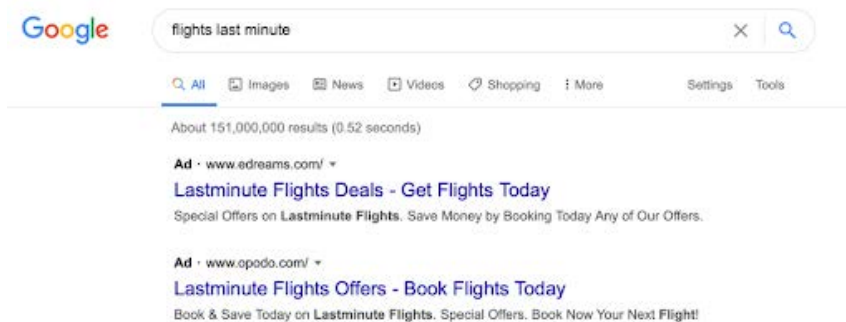 Google
flights last minute
All Images News Videos Shopping More Settings Tools
About 151,000,000 results (0.52 seconds)
Ad · www.edreams.com/
Lastminute Flights Deals - Get Flights Today
Special Offers on Lastminute Flights. Save Money by Booking Today Any of Our Offers.
Ad · www.opodo.com/
Lastminute Flights Offers - Book Flights Today
Book & Save Today on Lastminute Flights. Special Offers. Book Now Your Next Flight!